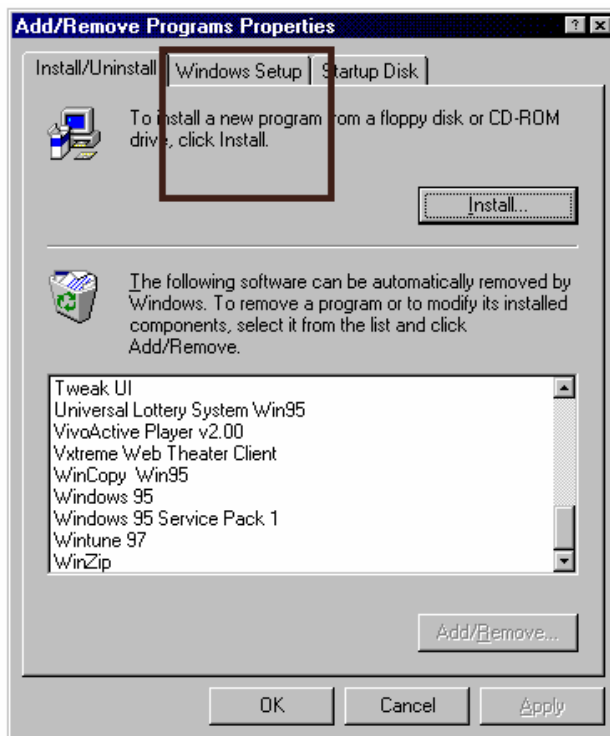 Add/Remove Programs Properties
Install/Uninstall Windows Setup Startup Disk
To install a new program from a floppy disk or CD-ROM
drive, click Install.
Install...
The following software can be automatically removed by
Windows. To remove a program or to modify its installed
components, select it from the list and click
Add/Remove.
Tweak UI
Universal Lottery System Win95
VivoActive Player v2.00
Vxtreme Web Theater Client
WinCopy Win95
Windows 95
Windows 95 Service Pack 1
Wintune 97
WinZip
Add/Remove...
OK Cancel Apply